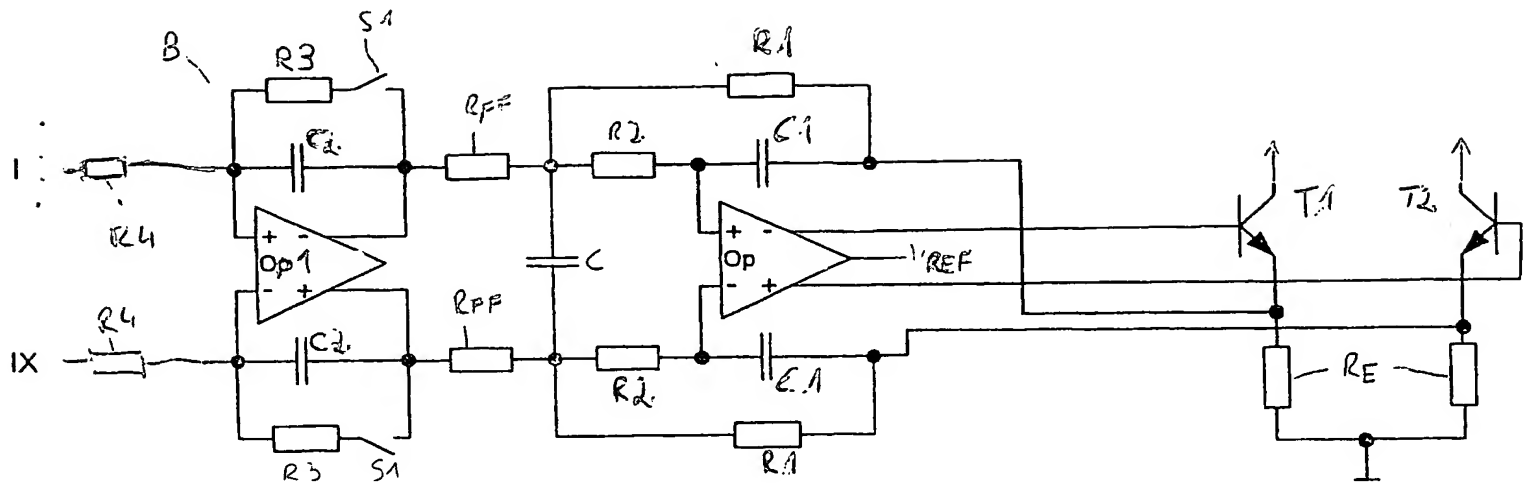 S1
B
R3
R1
RFF
C2
R2
C1
I
R4
+ -
Op1
- +
C
+ -
Op
- +
VREF
T1
T2
IX
R4
C2
RFF
R2
C1
RE
R3
S1
R1